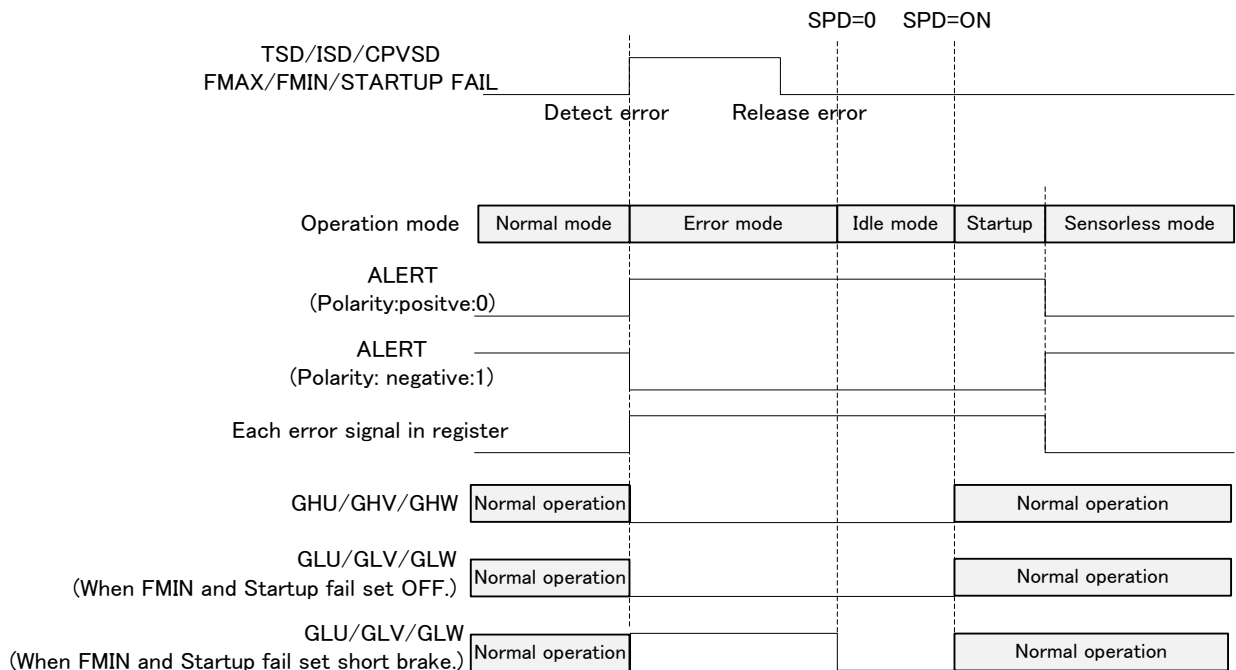 SPD=0 SPD=ON
TSD/ISD/CPVSD
FMAX/FMIN/STARTUP FAIL
Detect error Release error
Operation mode Normal mode Error mode Idle mode Startup Sensorless mode
ALERT
(Polarity:positve:0)
ALERT
(Polarity: negative:1)
Each error signal in register
GHU/GHV/GHW Normal operation Normal operation
GLU/GLV/GLW
(When FMIN and Startup fail set OFF.) Normal operation Normal operation
GLU/GLV/GLW
(When FMIN and Startup fail set short brake.) Normal operation Normal operation